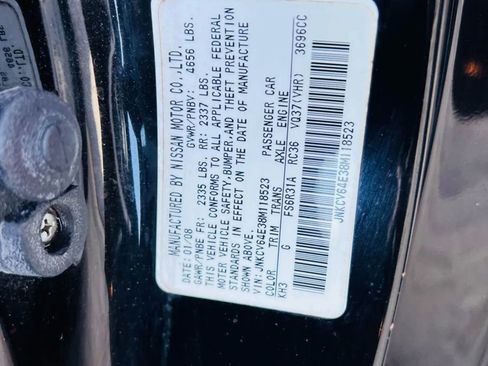 MANUFACTURED BY NISSAN MOTOR CO.,LTD.
DATE: 01/08 GVWR/PNBV: 4656 LBS.
GAWR/PNBE FR: 2335 LBS. RR: 2337 LBS.
THIS VEHICLE CONFORMS TO ALL APPLICABLE FEDERAL
MOTOR VEHICLE SAFETY,BUMPER,AND THEFT PREVENTION
STANDARDS IN EFFECT ON THE DATE OF MANUFACTURE
SHOWN ABOVE.
VIN: JNKCV64E38M118523 PASSENGER CAR
COLOR TRIM TRANS AXLE ENGINE
KH3 G FS6R31A RC36 VQ37(VHR) 3696CC
JNKCV64E38M118523